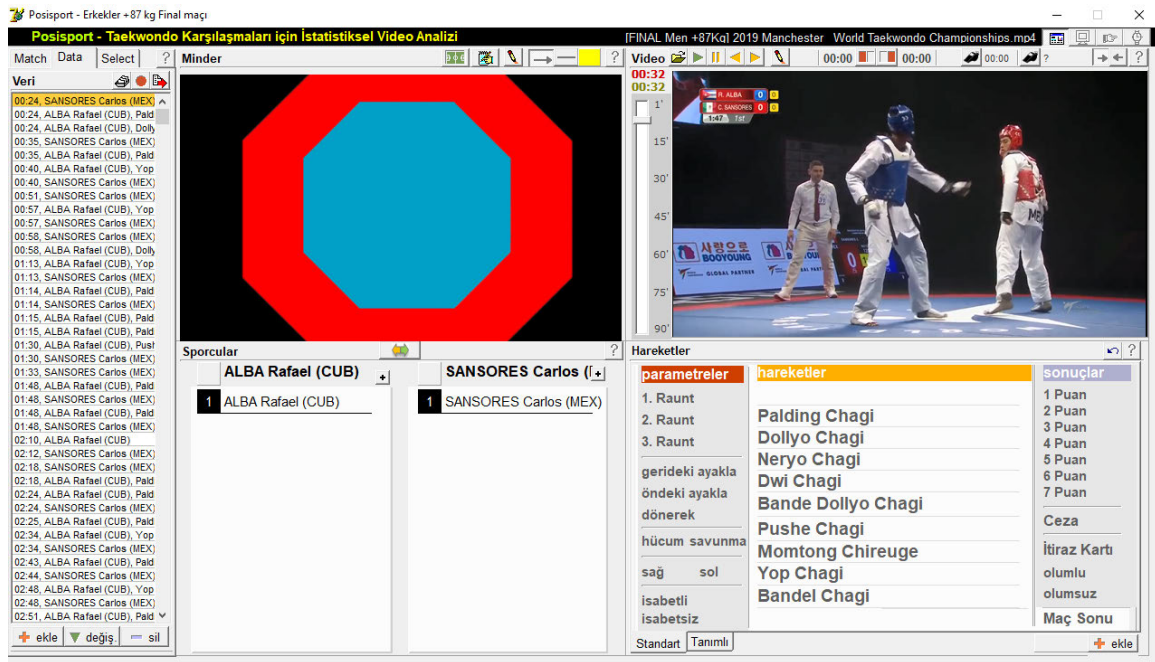 Posisport - Erkekler +87 kg Final maçı
Posisport - Taekwondo Karşılaşmaları için İstatistiksel Video Analizi
[FINAL Men +87Kg] 2019 Manchester World Taekwondo Championships.mp4
Match Data Select ?
Minder ?
Video 00:00 00:00 00:00 ? ?
Veri
00:24, SANSORES Carlos (MEX)
00:24, ALBA Rafael (CUB), Pald
00:24, ALBA Rafael (CUB), Dolly
00:35, SANSORES Carlos (MEX)
00:35, ALBA Rafael (CUB), Pald
00:40, ALBA Rafael (CUB), Yop
00:40, SANSORES Carlos (MEX)
00:51, SANSORES Carlos (MEX)
00:57, ALBA Rafael (CUB), Yop
00:57, SANSORES Carlos (MEX)
00:58, SANSORES Carlos (MEX)
00:58, ALBA Rafael (CUB), Dolly
01:13, ALBA Rafael (CUB), Yop
01:13, SANSORES Carlos (MEX)
01:14, ALBA Rafael (CUB), Pald
01:14, SANSORES Carlos (MEX)
01:15, ALBA Rafael (CUB), Pald
01:15, ALBA Rafael (CUB), Pald
01:30, ALBA Rafael (CUB), Push
01:30, SANSORES Carlos (MEX)
01:33, SANSORES Carlos (MEX)
01:48, ALBA Rafael (CUB), Pald
01:48, SANSORES Carlos (MEX)
01:48, ALBA Rafael (CUB), Pald
01:48, SANSORES Carlos (MEX)
02:10, ALBA Rafael (CUB)
02:12, SANSORES Carlos (MEX)
02:18, SANSORES Carlos (MEX)
02:18, ALBA Rafael (CUB), Pald
02:24, ALBA Rafael (CUB), Pald
02:24, SANSORES Carlos (MEX)
02:25, ALBA Rafael (CUB), Pald
02:34, ALBA Rafael (CUB), Yop
02:34, SANSORES Carlos (MEX)
02:43, ALBA Rafael (CUB), Pald
02:44, SANSORES Carlos (MEX)
02:48, ALBA Rafael (CUB), Yop
02:48, SANSORES Carlos (MEX)
02:51, ALBA Rafael (CUB), Pald
ekle değiş. sil
00:32
00:32
1'
15'
30'
45'
60'
75'
90'
R. ALBA 0 0
C. SANSORES 0 0
1:47 1st
사랑으로
BOOYOUNG
GLOBAL PARTNER
0
ME
Sporcular ?
ALBA Rafael (CUB) +
1 ALBA Rafael (CUB)
SANSORES Carlos (I +
1 SANSORES Carlos (MEX)
Hareketler ?
parametreler
1. Raunt
2. Raunt
3. Raunt
gerideki ayakla
öndeki ayakla
dönerek
hücum savunma
sağ sol
isabetli
isabetsiz
hareketler
Palding Chagi
Dollyo Chagi
Neryo Chagi
Dwi Chagi
Bande Dollyo Chagi
Pushe Chagi
Momtong Chireuge
Yop Chagi
Bandel Chagi
sonuçlar
1 Puan
2 Puan
3 Puan
4 Puan
5 Puan
6 Puan
7 Puan
Ceza
İtiraz Kartı
olumlu
olumsuz
Maç Sonu
Standart Tanımlı
ekle